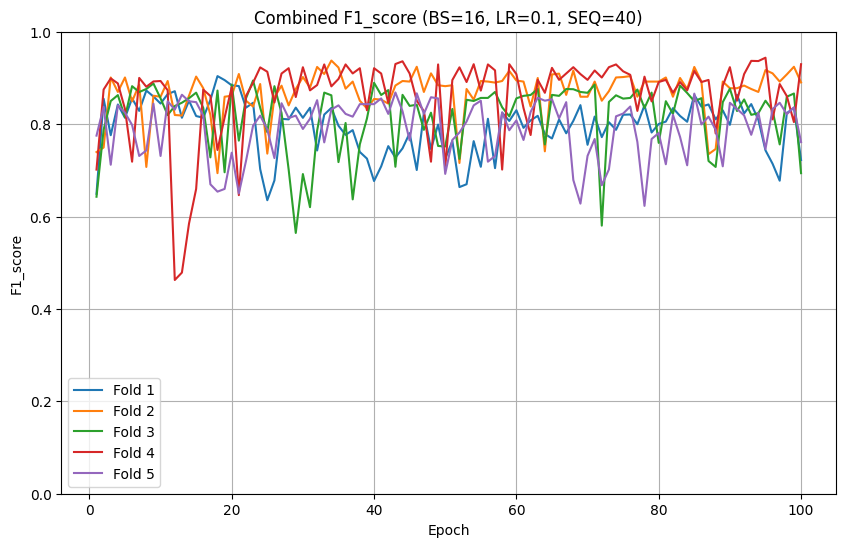 Combined F1_score (BS=16, LR=0.1, SEQ=40)
1.0
0.8
0.6
0.4
0.2
0.0
F1_score
Fold 1
Fold 2
Fold 3
Fold 4
Fold 5
0 20 40 60 80 100
Epoch